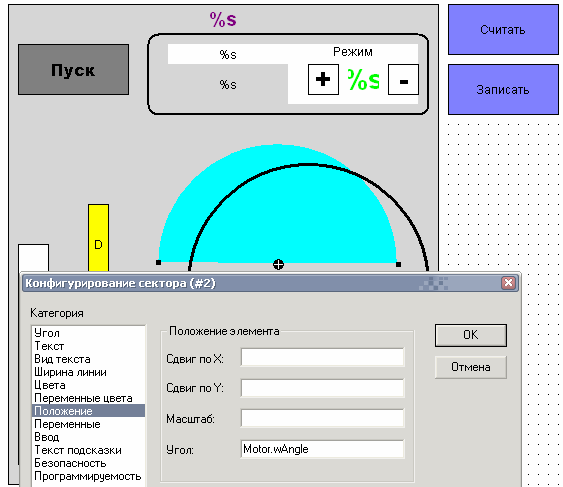 %s
Считать
Пуск
%s
Режим
%s
+
%s
-
Записать
D
Конфигурирование сектора (#2)
Категория
Угол
Текст
Вид текста
Ширина линии
Цвета
Переменные цвета
Положение
Переменные
Ввод
Текст подсказки
Безопасность
Программируемость
Положение элемента
Сдвиг по X:
Сдвиг по Y:
Масштаб:
Угол:
Motor.wAngle
OK
Отмена